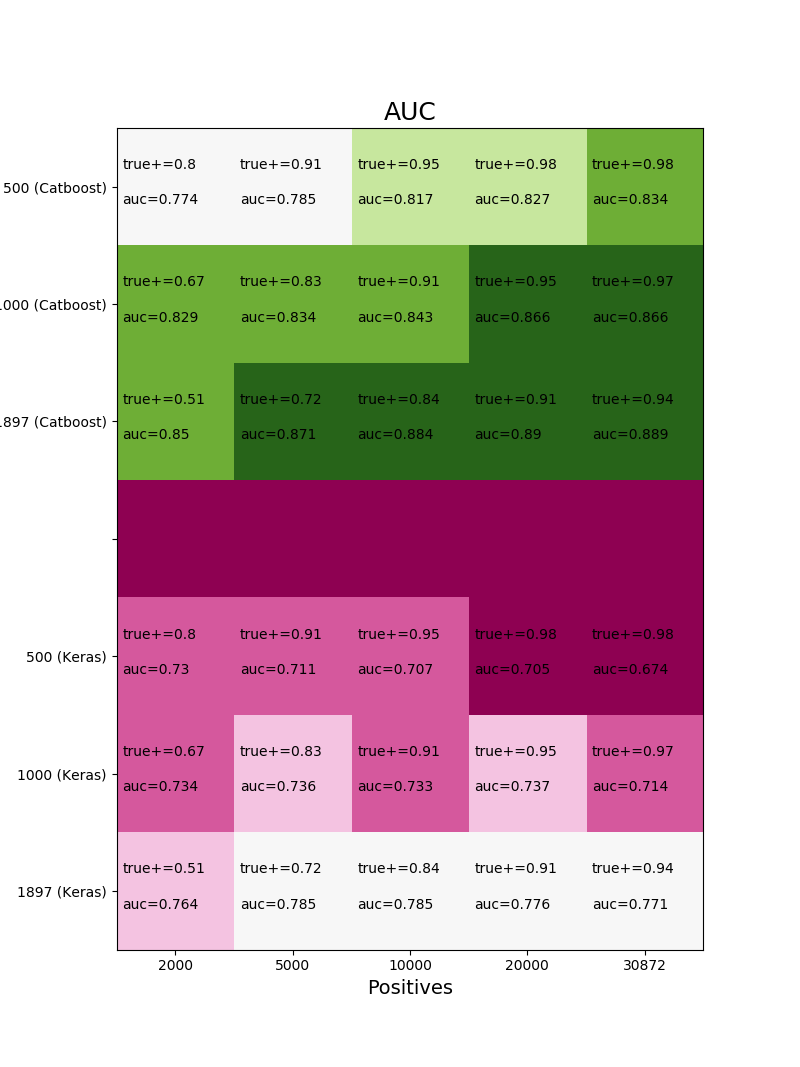 AUC
500 (Catboost)
true+=0.8 true+=0.91 true+=0.95 true+=0.98 true+=0.98
auc=0.774 auc=0.785 auc=0.817 auc=0.827 auc=0.834
000 (Catboost)
true+=0.67 true+=0.83 true+=0.91 true+=0.95 true+=0.97
auc=0.829 auc=0.834 auc=0.843 auc=0.866 auc=0.866
1897 (Catboost)
true+=0.51 true+=0.72 true+=0.84 true+=0.91 true+=0.94
auc=0.85 auc=0.871 auc=0.884 auc=0.89 auc=0.889
500 (Keras)
true+=0.8 true+=0.91 true+=0.95 true+=0.98 true+=0.98
auc=0.73 auc=0.711 auc=0.707 auc=0.705 auc=0.674
1000 (Keras)
true+=0.67 true+=0.83 true+=0.91 true+=0.95 true+=0.97
auc=0.734 auc=0.736 auc=0.733 auc=0.737 auc=0.714
1897 (Keras)
true+=0.51 true+=0.72 true+=0.84 true+=0.91 true+=0.94
auc=0.764 auc=0.785 auc=0.785 auc=0.776 auc=0.771
2000 5000 10000 20000 30872
Positives